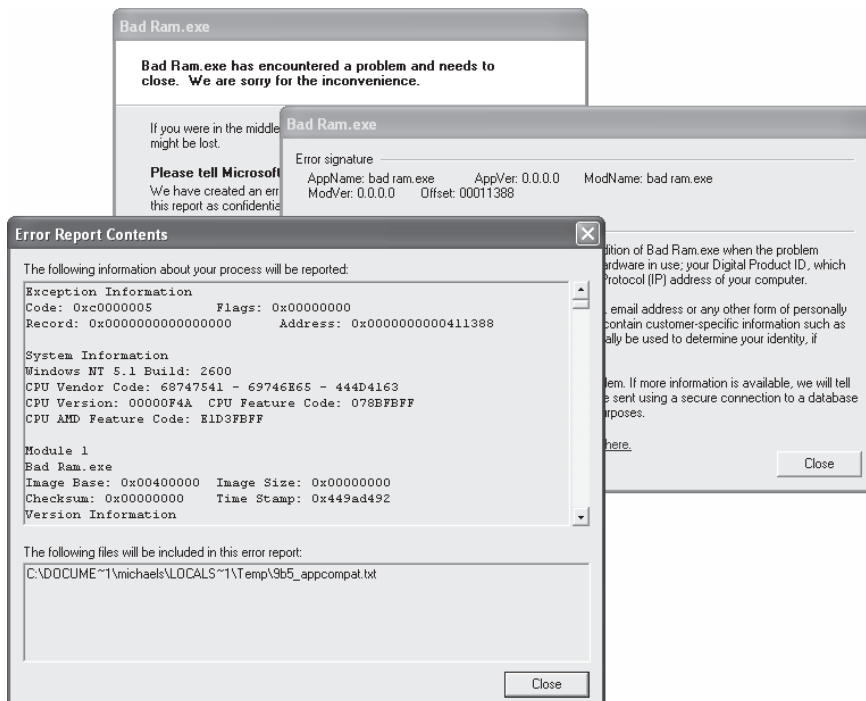 Bad Ram.exe
Bad Ram.exe has encountered a problem and needs to
close. We are sorry for the inconvenience.
If you were in the middle
might be lost.
Please tell Microsoft
We have created an err
this report as confidentia
Bad Ram.exe
Error signature
AppName: bad ram.exe AppVer: 0.0.0.0 ModName: bad ram.exe
ModVer: 0.0.0.0 Offset: 00011388
dition of Bad Ram.exe when the problem
ardware in use; your Digital Product ID, which
Protocol (IP) address of your computer.
email address or any other form of personally
contain customer-specific information such as
ally be used to determine your identity, if
lem. If more information is available, we will tell
e sent using a secure connection to a database
urposes.
here.
Close
Error Report Contents
The following information about your process will be reported:
Exception Information
Code: 0xc0000005 Flags: 0x00000000
Record: 0x0000000000000000 Address: 0x0000000000411388
System Information
Windows NT 5.1 Build: 2600
CPU Vendor Code: 68747541 - 69746E65 - 444D4163
CPU Version: 00000F4A CPU Feature Code: 078BFBFF
CPU AMD Feature Code: E1D3FBFF
Module 1
Bad Ram.exe
Image Base: 0x00400000 Image Size: 0x00000000
Checksum: 0x00000000 Time Stamp: 0x449ad492
Version Information
The following files will be included in this error report:
C:\DOCUME~1\michaels\LOCALS~1\Temp\9b5_appcompat.txt
Close